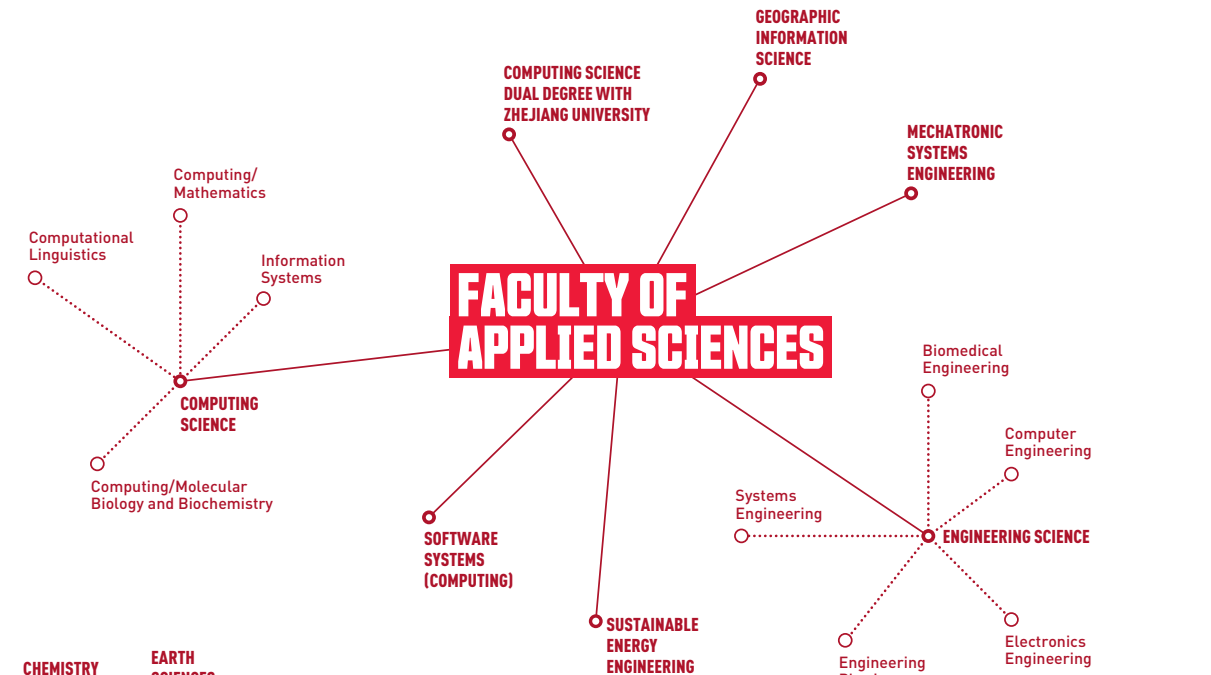 GEOGRAPHIC
INFORMATION
SCIENCE
COMPUTING SCIENCE
DUAL DEGREE WITH
ZHEJIANG UNIVERSITY
MECHATRONIC
SYSTEMS
ENGINEERING
Computing/
Mathematics
Computational
Linguistics
Information
Systems
FACULTY OF
APPLIED SCIENCES
COMPUTING
SCIENCE
Computing/Molecular
Biology and Biochemistry
Biomedical
Engineering
Computer
Engineering
Systems
Engineering
ENGINEERING SCIENCE
SOFTWARE
SYSTEMS
(COMPUTING)
SUSTAINABLE
ENERGY
ENGINEERING
Electronics
Engineering
Engineering
CHEMISTRY
EARTH
SCIENCES